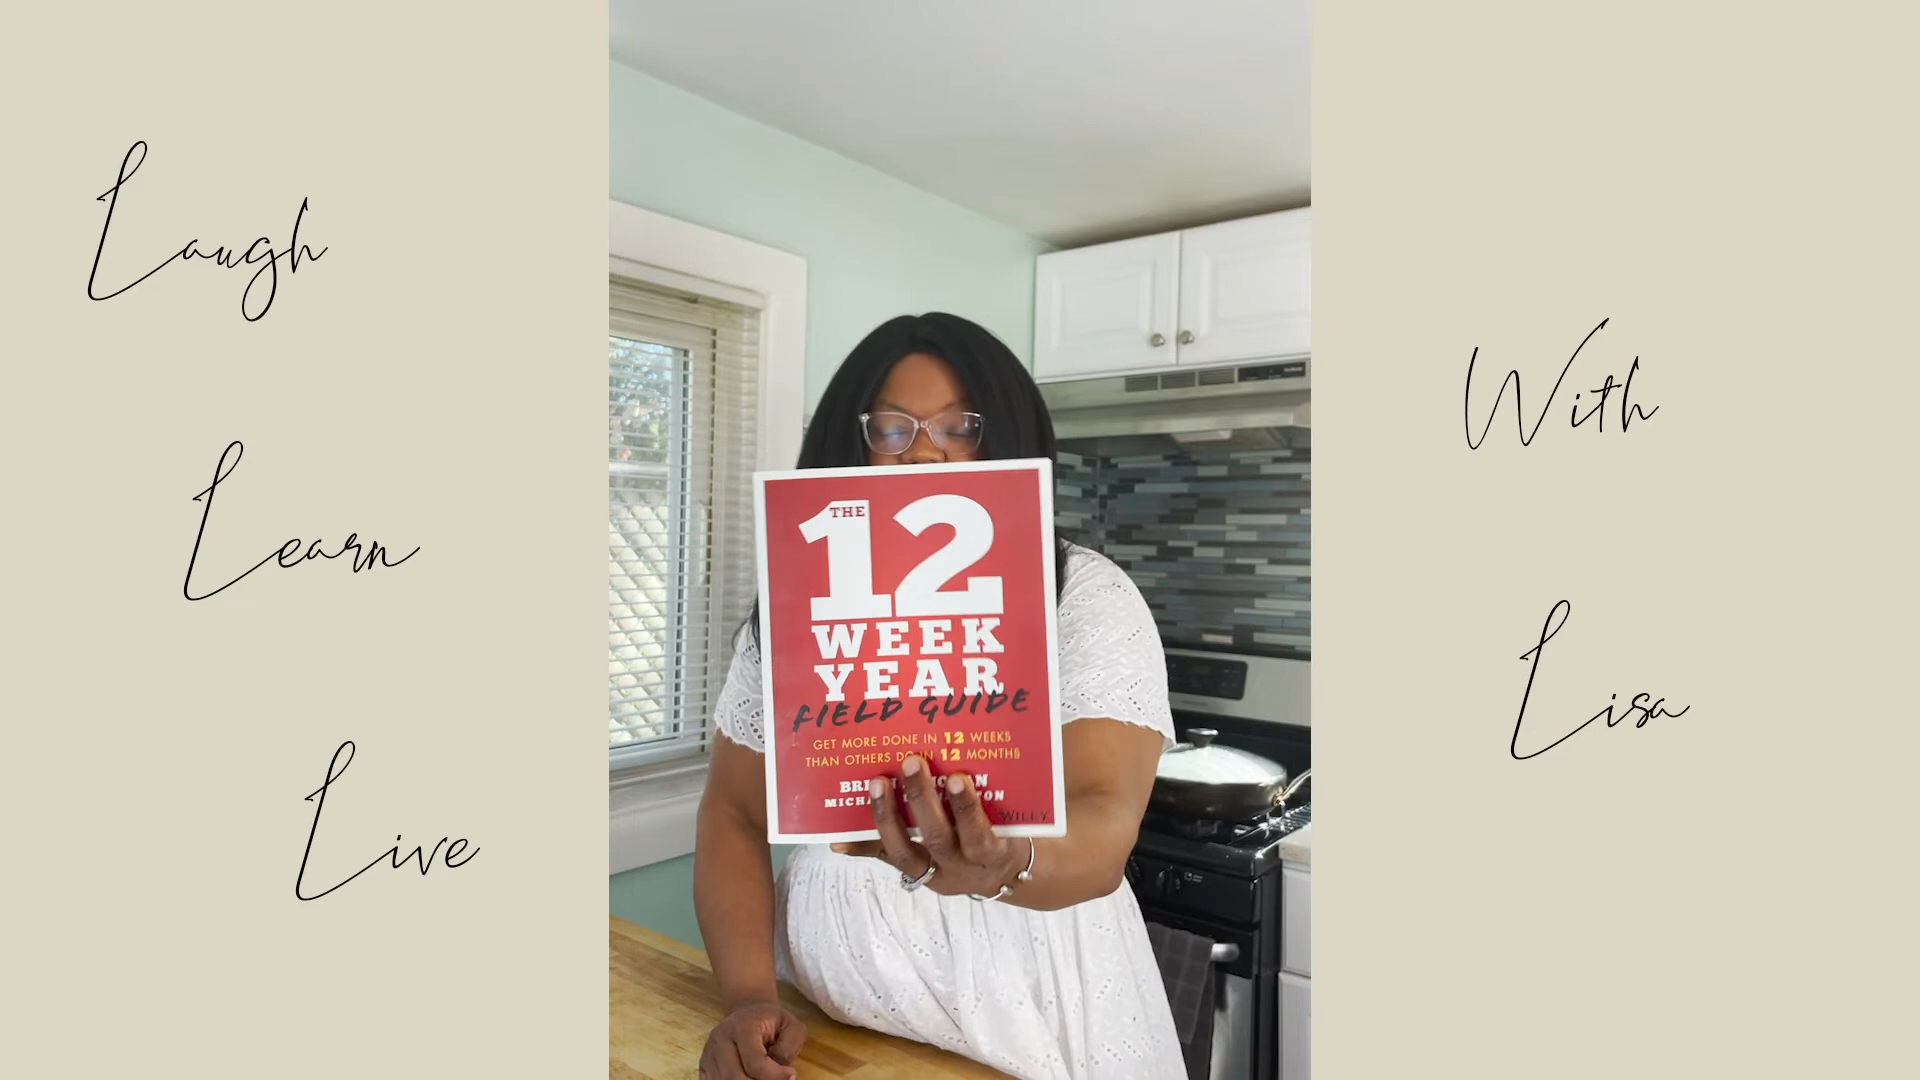 Laugh
Learn
Live
THE
12
WEEK
YEAR
FIELD GUIDE
GET MORE DONE IN 12 WEEKS
THAN OTHERS DO IN 12 MONTHS
WILEY
With
Lisa